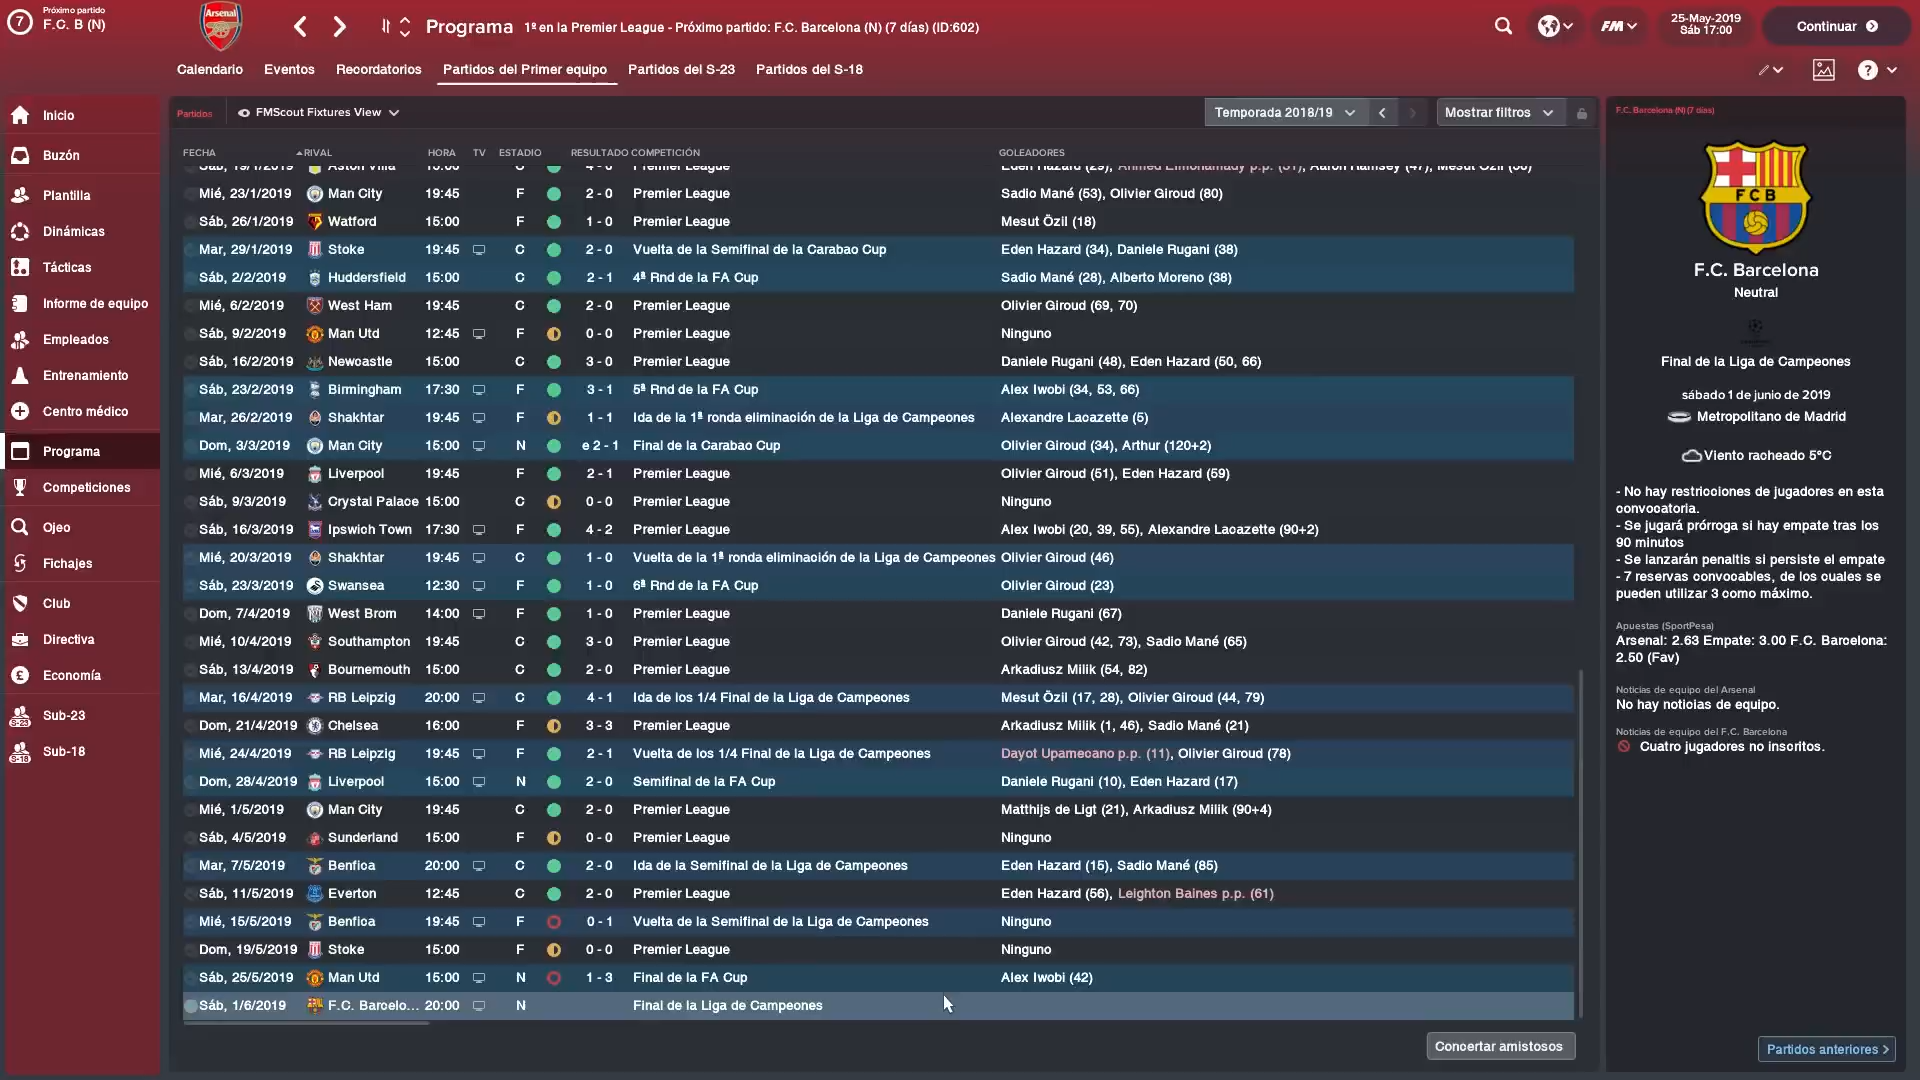 7
Próximo partido
F.C. B (N)
Arsenal
Programa
1ª en la Premier League - Próximo partido: F.C. Barcelona (N) (7 días) (ID:602)
FM
25-May-2019
Sáb 17:00
Continuar
Calendario Eventos Recordatorios Partidos del Primer equipo Partidos del S-23 Partidos del S-18
?
Inicio
Buzón
Plantilla
Dinámicas
Tácticas
Informe de equipo
Empleados
Entrenamiento
Centro médico
Programa
Competiciones
Ojeo
Fichajes
Club
Directiva
Economía
Sub-23
Sub-18
Partidos FMScout Fixtures View Temporada 2018/19 Mostrar filtros
FECHA RIVAL HORA TV ESTADIO RESULTADO COMPETICIÓN GOLEADORES
Sáb, 19/1/2019 Aston Villa 15:00 C 4 - 0 Premier League Eden Hazard (29), Ahmed Elmohamady p.p. (31), Aaron Ramsey (47), Mesut Özil (56)
Mié, 23/1/2019 Man City 19:45 F 2 - 0 Premier League Sadio Mané (53), Olivier Giroud (80)
Sáb, 26/1/2019 Watford 15:00 F 1 - 0 Premier League Mesut Özil (18)
Mar, 29/1/2019 Stoke 19:45 C 2 - 0 Vuelta de la Semifinal de la Carabao Cup Eden Hazard (34), Daniele Rugani (38)
Sáb, 2/2/2019 Huddersfield 15:00 C 2 - 1 4ª Rnd de la FA Cup Sadio Mané (28), Alberto Moreno (38)
Mié, 6/2/2019 West Ham 19:45 C 2 - 0 Premier League Olivier Giroud (69, 70)
Sáb, 9/2/2019 Man Utd 12:45 F 0 - 0 Premier League Ninguno
Sáb, 16/2/2019 Newcastle 15:00 C 3 - 0 Premier League Daniele Rugani (48), Eden Hazard (50, 66)
Sáb, 23/2/2019 Birmingham 17:30 F 3 - 1 5ª Rnd de la FA Cup Alex Iwobi (34, 53, 66)
Mar, 26/2/2019 Shakhtar 19:45 F 1 - 1 Ida de la 1ª ronda eliminación de la Liga de Campeones Alexandre Lacazette (5)
Dom, 3/3/2019 Man City 15:00 N e 2 - 1 Final de la Carabao Cup Olivier Giroud (34), Arthur (120+2)
Mié, 6/3/2019 Liverpool 19:45 F 2 - 1 Premier League Olivier Giroud (51), Eden Hazard (59)
Sáb, 9/3/2019 Crystal Palace 15:00 C 0 - 0 Premier League Ninguno
Sáb, 16/3/2019 Ipswich Town 17:30 F 4 - 2 Premier League Alex Iwobi (20, 39, 55), Alexandre Lacazette (90+2)
Mié, 20/3/2019 Shakhtar 19:45 C 1 - 0 Vuelta de la 1ª ronda eliminación de la Liga de Campeones Olivier Giroud (46)
Sáb, 23/3/2019 Swansea 12:30 F 1 - 0 6ª Rnd de la FA Cup Olivier Giroud (23)
Dom, 7/4/2019 West Brom 14:00 F 1 - 0 Premier League Daniele Rugani (67)
Mié, 10/4/2019 Southampton 19:45 C 3 - 0 Premier League Olivier Giroud (42, 73), Sadio Mané (65)
Sáb, 13/4/2019 Bournemouth 15:00 C 2 - 0 Premier League Arkadiusz Milik (54, 82)
Mar, 16/4/2019 RB Leipzig 20:00 C 4 - 1 Ida de los 1/4 Final de la Liga de Campeones Mesut Özil (17, 28), Olivier Giroud (44, 79)
Dom, 21/4/2019 Chelsea 16:00 F 3 - 3 Premier League Arkadiusz Milik (1, 46), Sadio Mané (21)
Mié, 24/4/2019 RB Leipzig 19:45 F 2 - 1 Vuelta de los 1/4 Final de la Liga de Campeones Dayot Upamecano p.p. (11), Olivier Giroud (78)
Dom, 28/4/2019 Liverpool 15:00 N 2 - 0 Semifinal de la FA Cup Daniele Rugani (10), Eden Hazard (17)
Mié, 1/5/2019 Man City 19:45 C 2 - 0 Premier League Matthijs de Ligt (21), Arkadiusz Milik (90+4)
Sáb, 4/5/2019 Sunderland 15:00 F 0 - 0 Premier League Ninguno
Mar, 7/5/2019 Benfica 20:00 C 2 - 0 Ida de la Semifinal de la Liga de Campeones Eden Hazard (15), Sadio Mané (85)
Sáb, 11/5/2019 Everton 12:45 C 2 - 0 Premier League Eden Hazard (56), Leighton Baines p.p. (61)
Mié, 15/5/2019 Benfica 19:45 F 0 - 1 Vuelta de la Semifinal de la Liga de Campeones Ninguno
Dom, 19/5/2019 Stoke 15:00 F 0 - 0 Premier League Ninguno
Sáb, 25/5/2019 Man Utd 15:00 N 1 - 3 Final de la FA Cup Alex Iwobi (42)
Sáb, 1/6/2019 F.C. Barcelo... 20:00 N Final de la Liga de Campeones
Concertar amistosos
F.C. Barcelona (N) (7 días)
FCB
F.C. Barcelona
Neutral
Final de la Liga de Campeones
sábado 1 de junio de 2019
Metropolitano de Madrid
Viento racheado 5°C
- No hay restricciones de jugadores en esta
convocatoria.
- Se jugará prórroga si hay empate tras los
90 minutos
- Se lanzarán penaltis si persiste el empate
- 7 reservas convocables, de los cuales se
pueden utilizar 3 como máximo.
Apuestas (SportPesa)
Arsenal: 2.63 Empate: 3.00 F.C. Barcelona:
2.50 (Fav)
Noticias de equipo del Arsenal
No hay noticias de equipo.
Noticias de equipo del F.C. Barcelona
Cuatro jugadores no inscritos.
Partidos anteriores